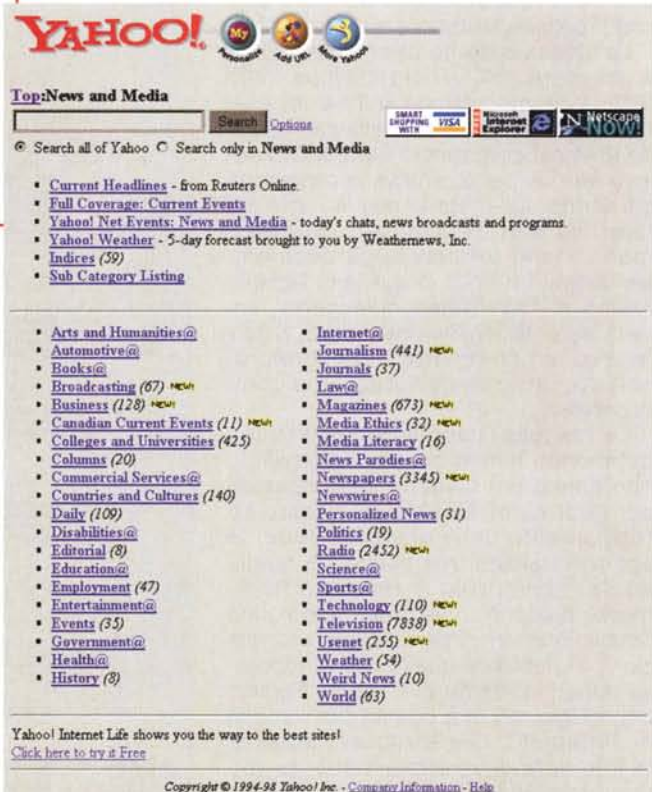 YAHOO!
My
Personalize
Add URL
More Yahoos
Top:News and Media
Search Options
SMART SHOPPING WITH VISA
Microsoft Internet Explorer
N Netscape Now!
Search all of Yahoo Search only in News and Media
Current Headlines - from Reuters Online.
Full Coverage: Current Events
Yahoo! Net Events: News and Media - today's chats, news broadcasts and programs.
Yahoo! Weather - 5-day forecast brought to you by Weathernews, Inc.
Indices (59)
Sub Category Listing
Arts and Humanities@
Automotive@
Books@
Broadcasting (67) NEW!
Business (128) NEW!
Canadian Current Events (11) NEW!
Colleges and Universities (425)
Columns (20)
Commercial Services@
Countries and Cultures (140)
Daily (109)
Disabilities@
Editorial (8)
Education@
Employment (47)
Entertainment@
Events (35)
Government@
Health@
History (8)
Internet@
Journalism (441) NEW!
Journals (37)
Law@
Magazines (673) NEW!
Media Ethics (32) NEW!
Media Literacy (16)
News Parodies@
Newspapers (3345) NEW!
Newswires@
Personalized News (31)
Politics (19)
Radio (2452) NEW!
Science@
Sports@
Technology (110) NEW!
Television (7838) NEW!
Usenet (255) NEW!
Weather (54)
Weird News (10)
World (63)
Yahoo! Internet Life shows you the way to the best sites!
Click here to try it Free
Copyright © 1994-98 Yahoo! Inc. - Company Information - Help